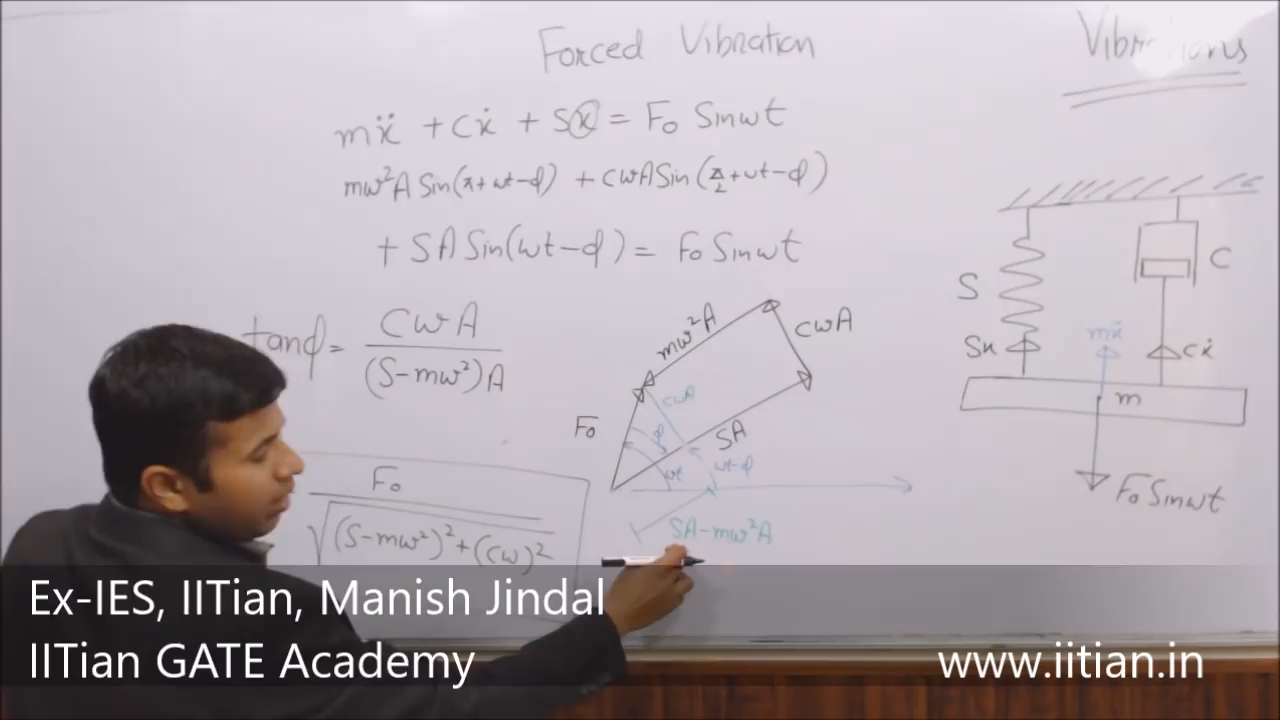 Forced Vibration
Vibrations
mẍ + Cẋ + Sx = F₀ Sinωt
mω²A Sin(π+ωt-ϕ) + CωA Sin(π/2+ωt-ϕ)
+ SA Sin(ωt-ϕ) = F₀ Sinωt
tanϕ = CωA / (S-mω²)A
F₀ / √(S-mω²)²+(Cω)²
mω²A
CωA
CωA
F₀
ϕ
SA
ωt
ωt-ϕ
SA-mω²A
S
C
Sx
mẍ
Cẋ
m
F₀ Sinωt
Ex-IES, IITian, Manish Jindal
IITian GATE Academy
www.iitian.in